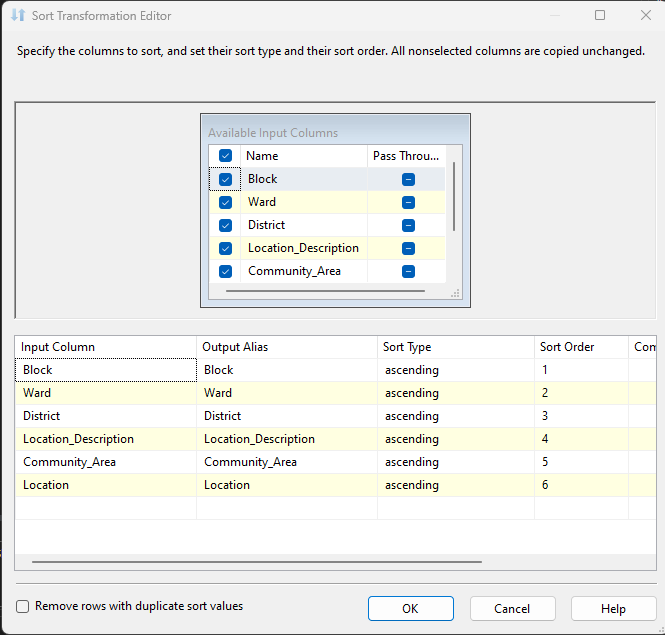 Sort Transformation Editor
Specify the columns to sort, and set their sort type and their sort order. All nonselected columns are copied unchanged.
Available Input Columns
Name Pass Throu...
Block
Ward
District
Location_Description
Community_Area
Input Column Output Alias Sort Type Sort Order Com
Block Block ascending 1
Ward Ward ascending 2
District District ascending 3
Location_Description Location_Description ascending 4
Community_Area Community_Area ascending 5
Location Location ascending 6
Remove rows with duplicate sort values OK Cancel Help